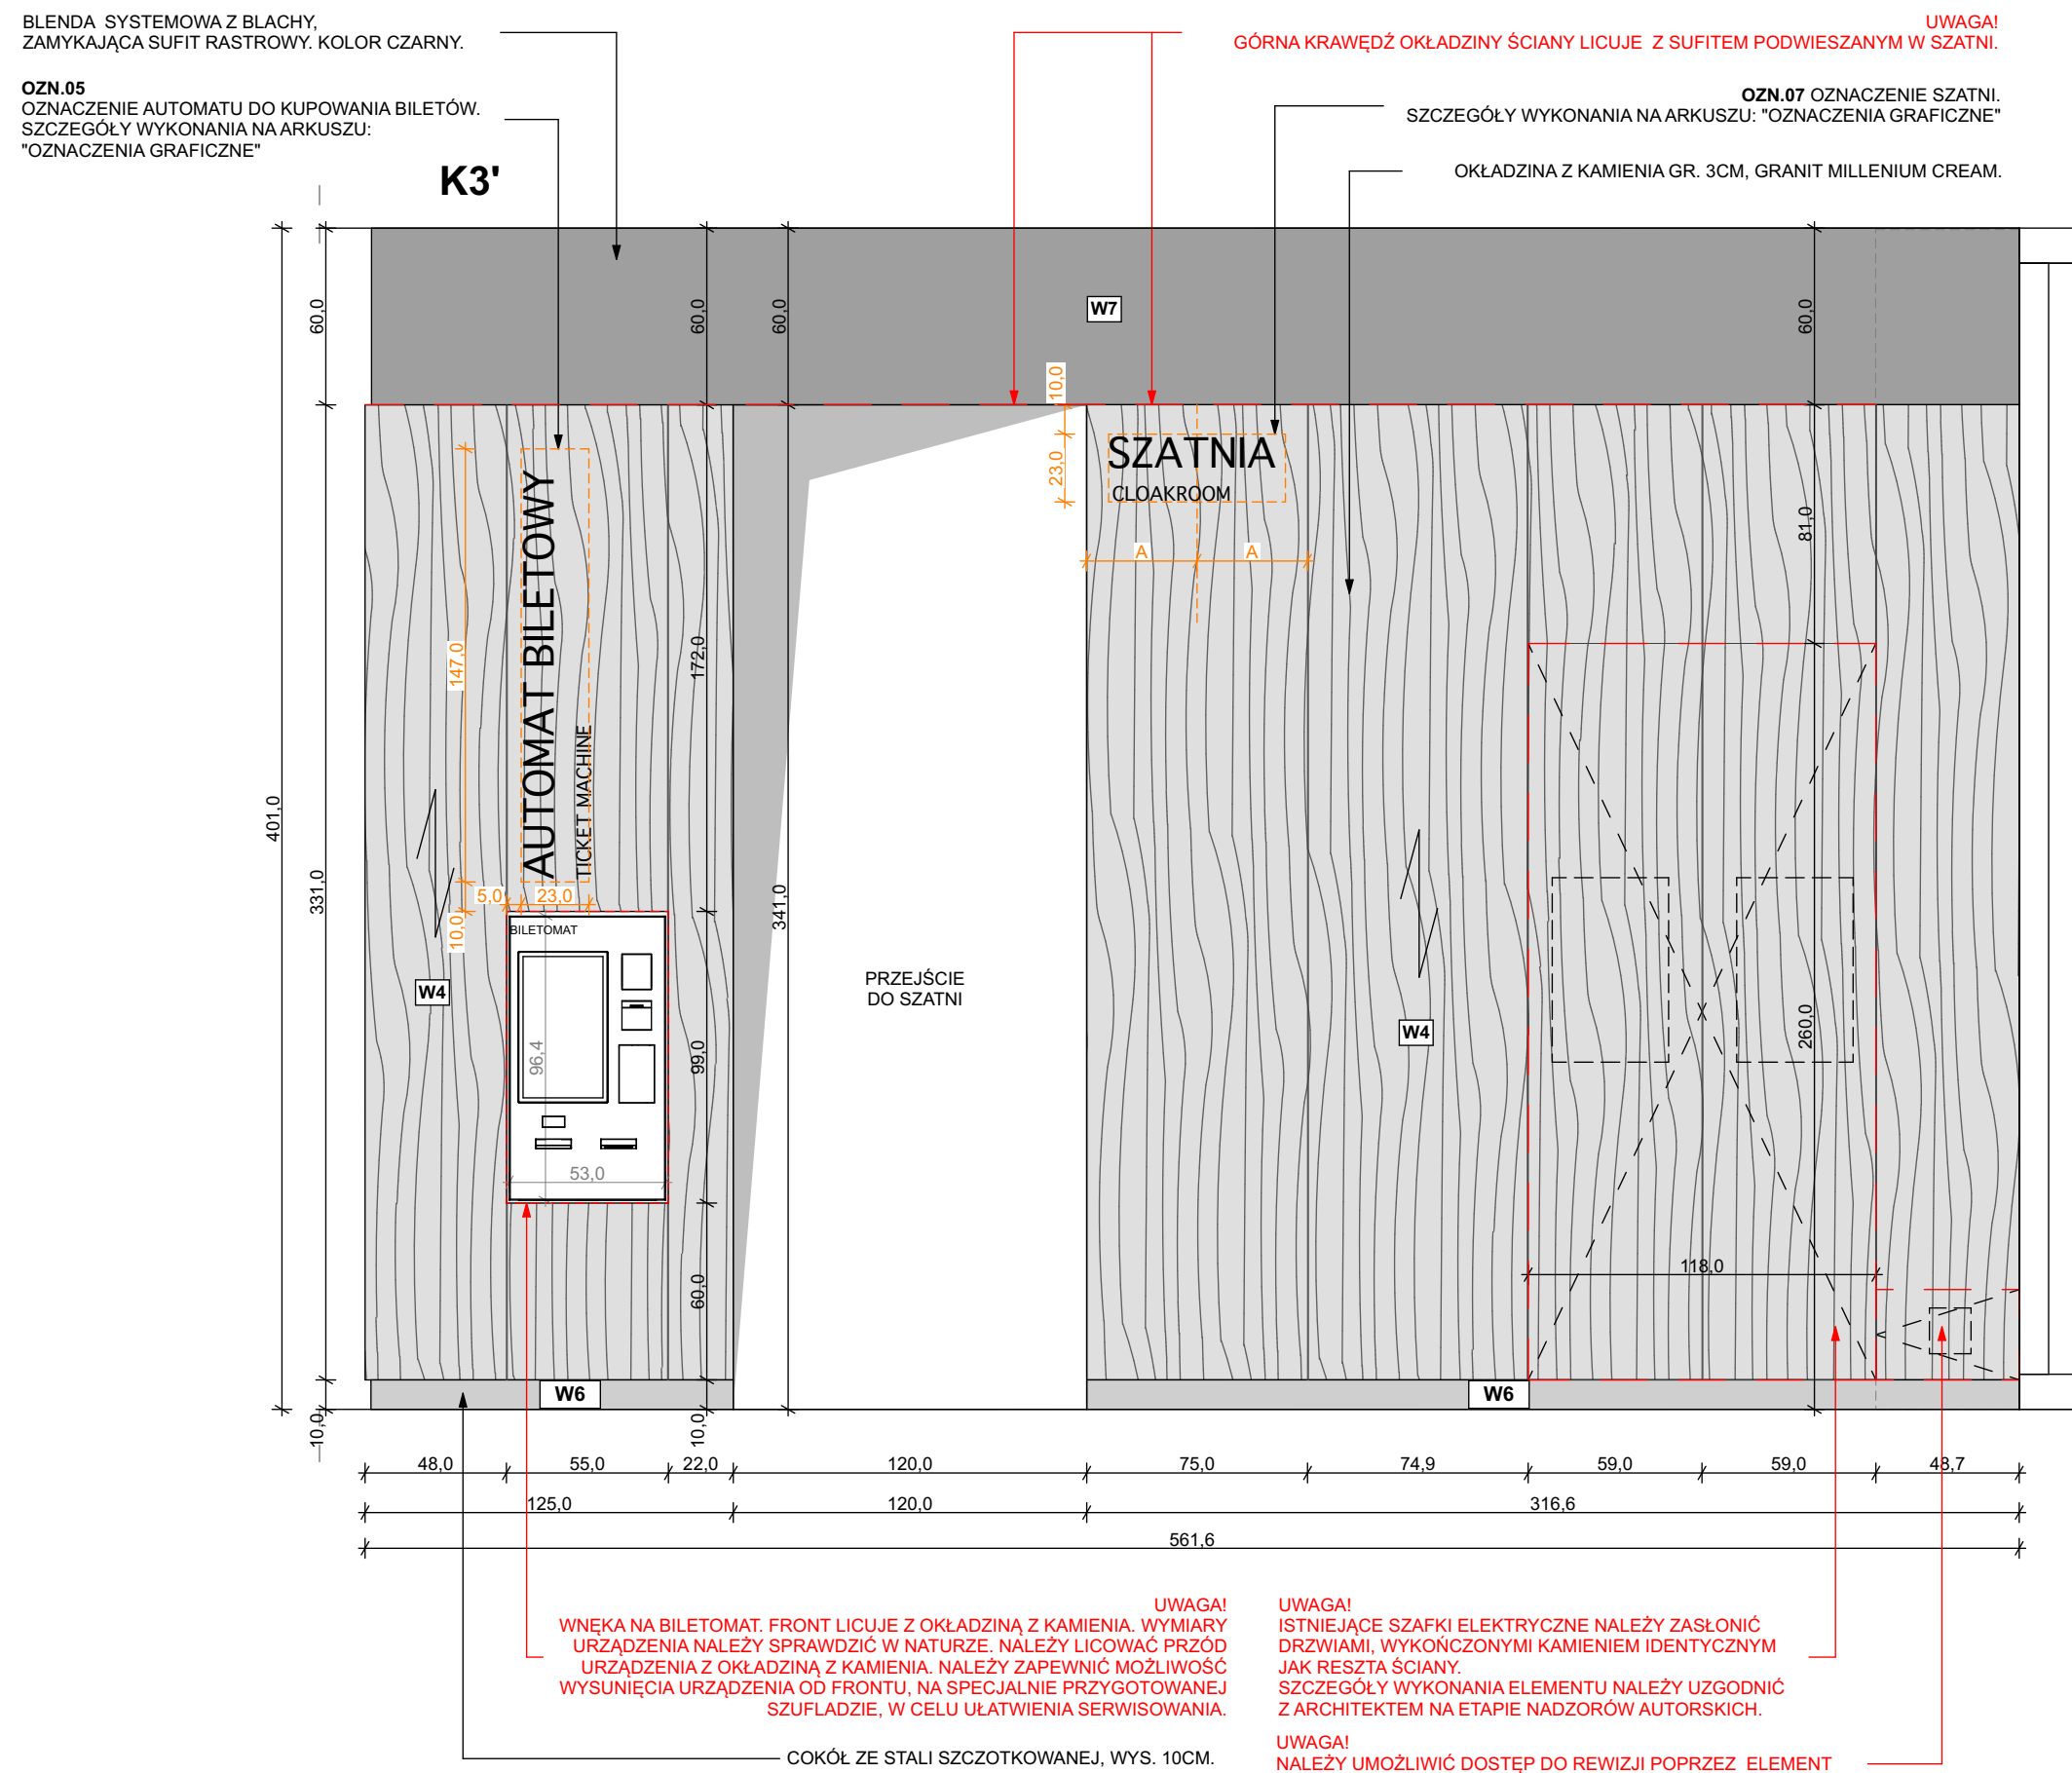 BLENDA SYSTEMOWA Z BLACHY,
ZAMYKAJĄCA SUFIT RASTROWY. KOLOR CZARNY.
OZN.05
OZNACZENIE AUTOMATU DO KUPOWANIA BILETÓW.
SZCZEGÓŁY WYKONANIA NA ARKUSZU:
"OZNACZENIA GRAFICZNE"
K3'
UWAGA!
GÓRNA KRAWĘDŹ OKŁADZINY ŚCIANY LICUJE Z SUFITEM PODWIESZANYM W SZATNI.
OZN.07 OZNACZENIE SZATNI.
SZCZEGÓŁY WYKONANIA NA ARKUSZU: "OZNACZENIA GRAFICZNE"
OKŁADZINA Z KAMIENIA GR. 3CM, GRANIT MILLENIUM CREAM.
60,0
60,0
60,0
60,0
W7
10,0
23,0
SZATNIA
CLOAKROOM
A
A
81,0
AUTOMAT BILETOWY
TICKET MACHINE
147,0
172,0
401,0
331,0
341,0
5,0
23,0
10,0
BILETOMAT
W4
96,4
99,0
53,0
PRZEJŚCIE
DO SZATNI
W4
260,0
60,0
118,0
W6
W6
10,0
10,0
48,0
55,0
22,0
120,0
75,0
74,9
59,0
59,0
48,7
125,0
120,0
316,6
561,6
UWAGA!
WNĘKA NA BILETOMAT. FRONT LICUJE Z OKŁADZINĄ Z KAMIENIA. WYMIARY
URZĄDZENIA NALEŻY SPRAWDZIĆ W NATURZE. NALEŻY LICOWAĆ PRZÓD
URZĄDZENIA Z OKŁADZINĄ Z KAMIENIA. NALEŻY ZAPEWNIĆ MOŻLIWOŚĆ
WYSUNIĘCIA URZĄDZENIA OD FRONTU, NA SPECJALNIE PRZYGOTOWANEJ
SZUFLADZIE, W CELU UŁATWIENIA SERWISOWANIA.
COKÓŁ ZE STALI SZCZOTKOWANEJ, WYS. 10CM.
UWAGA!
ISTNIEJĄCE SZAFKI ELEKTRYCZNE NALEŻY ZASŁONIĆ
DRZWIAMI, WYKOŃCZONYMI KAMIENIEM IDENTYCZNYM
JAK RESZTA ŚCIANY.
SZCZEGÓŁY WYKONANIA ELEMENTU NALEŻY UZGODNIĆ
Z ARCHITEKTEM NA ETAPIE NADZORÓW AUTORSKICH.
UWAGA!
NALEŻY UMOŻLIWIĆ DOSTĘP DO REWIZJI POPRZEZ ELEMENT